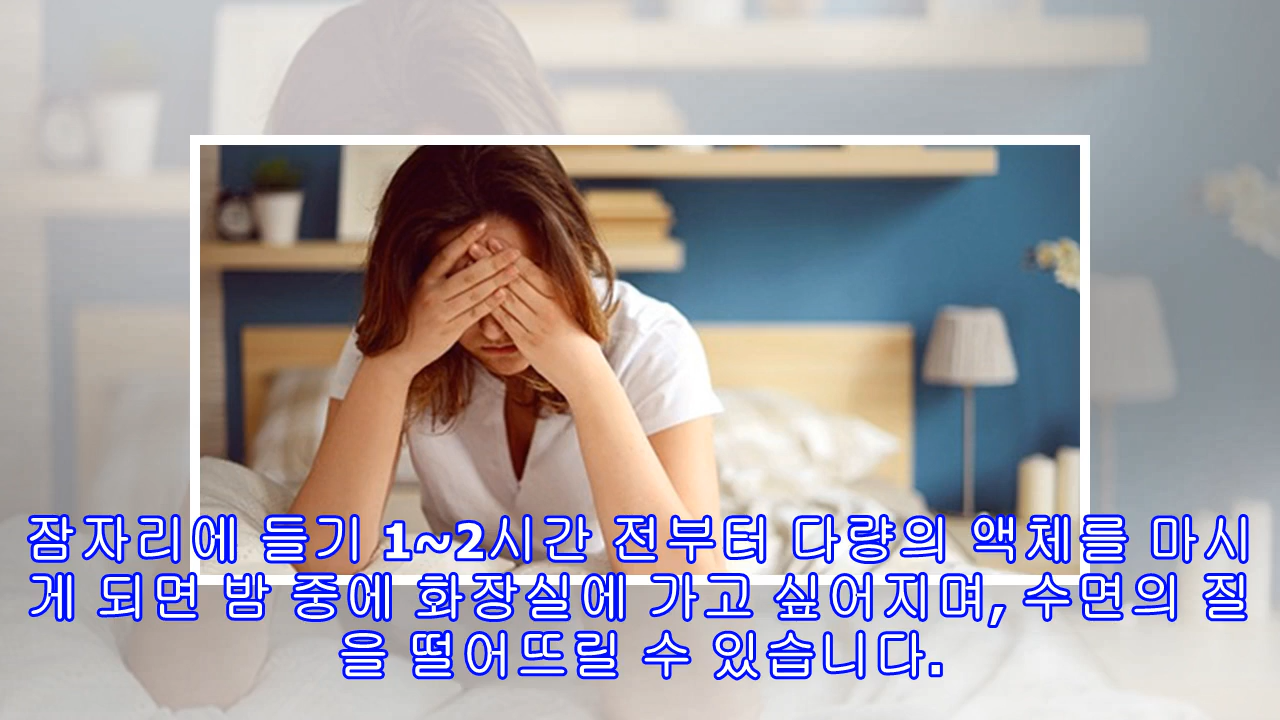 잠자리에 들기 1~2시간 전부터 다량의 액체를 마시
게 되면 밤 중에 화장실에 가고 싶어지며, 수면의 질
을 떨어뜨릴 수 있습니다.